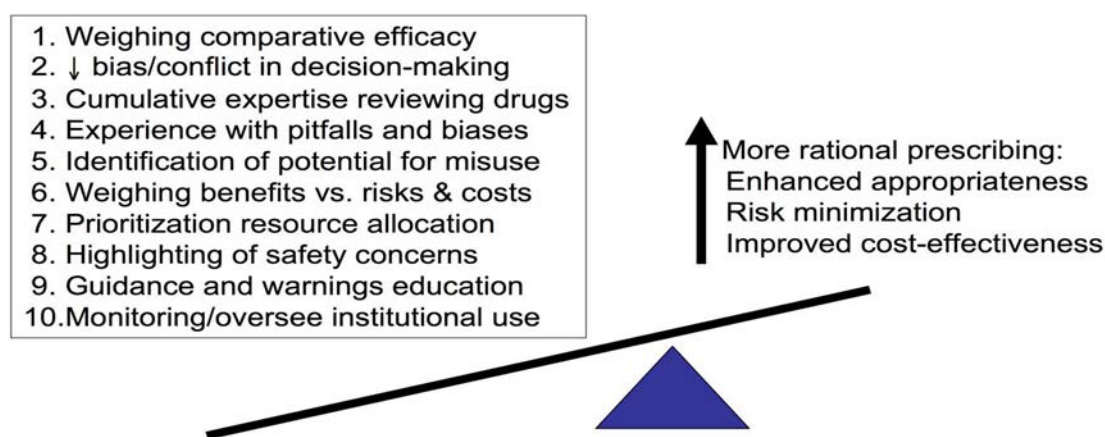 1. Weighing comparative efficacy
2. ↓ bias/conflict in decision-making
3. Cumulative expertise reviewing drugs
4. Experience with pitfalls and biases
5. Identification of potential for misuse
6. Weighing benefits vs. risks & costs
7. Prioritization resource allocation
8. Highlighting of safety concerns
9. Guidance and warnings education
10.Monitoring/oversee institutional use
More rational prescribing:
Enhanced appropriateness
Risk minimization
Improved cost-effectiveness